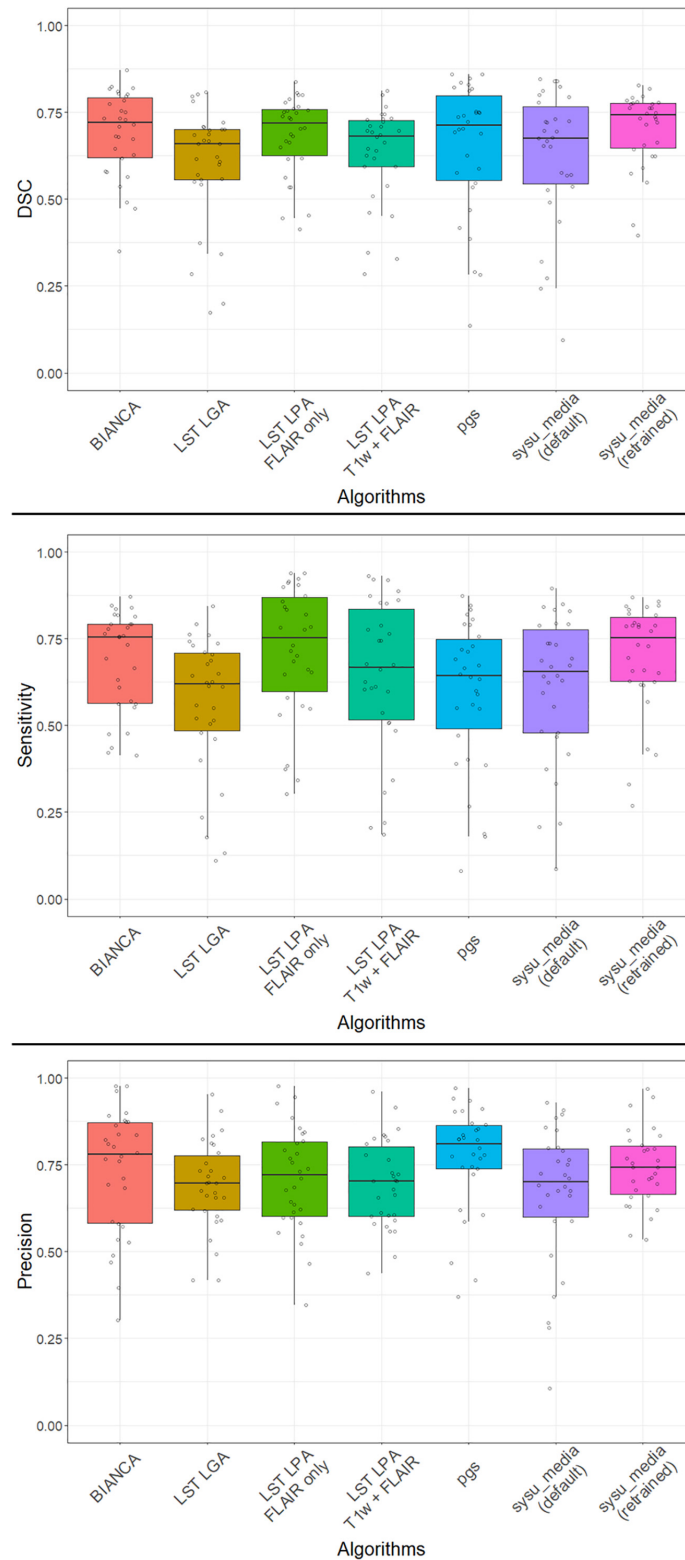 1.00
0.75
DSC
0.50
0.25
0.00
BIANCA
LST LGA
LST LPA
FLAIR only
LST LPA
T1w + FLAIR
pgs
sysu_media
(default)
sysu_media
(retrained)
Algorithms
1.00
0.75
Sensitivity
0.50
0.25
0.00
BIANCA
LST LGA
LST LPA
FLAIR only
LST LPA
T1w + FLAIR
pgs
sysu_media
(default)
sysu_media
(retrained)
Algorithms
1.00
0.75
Precision
0.50
0.25
0.00
BIANCA
LST LGA
LST LPA
FLAIR only
LST LPA
T1w + FLAIR
pgs
sysu_media
(default)
sysu_media
(retrained)
Algorithms